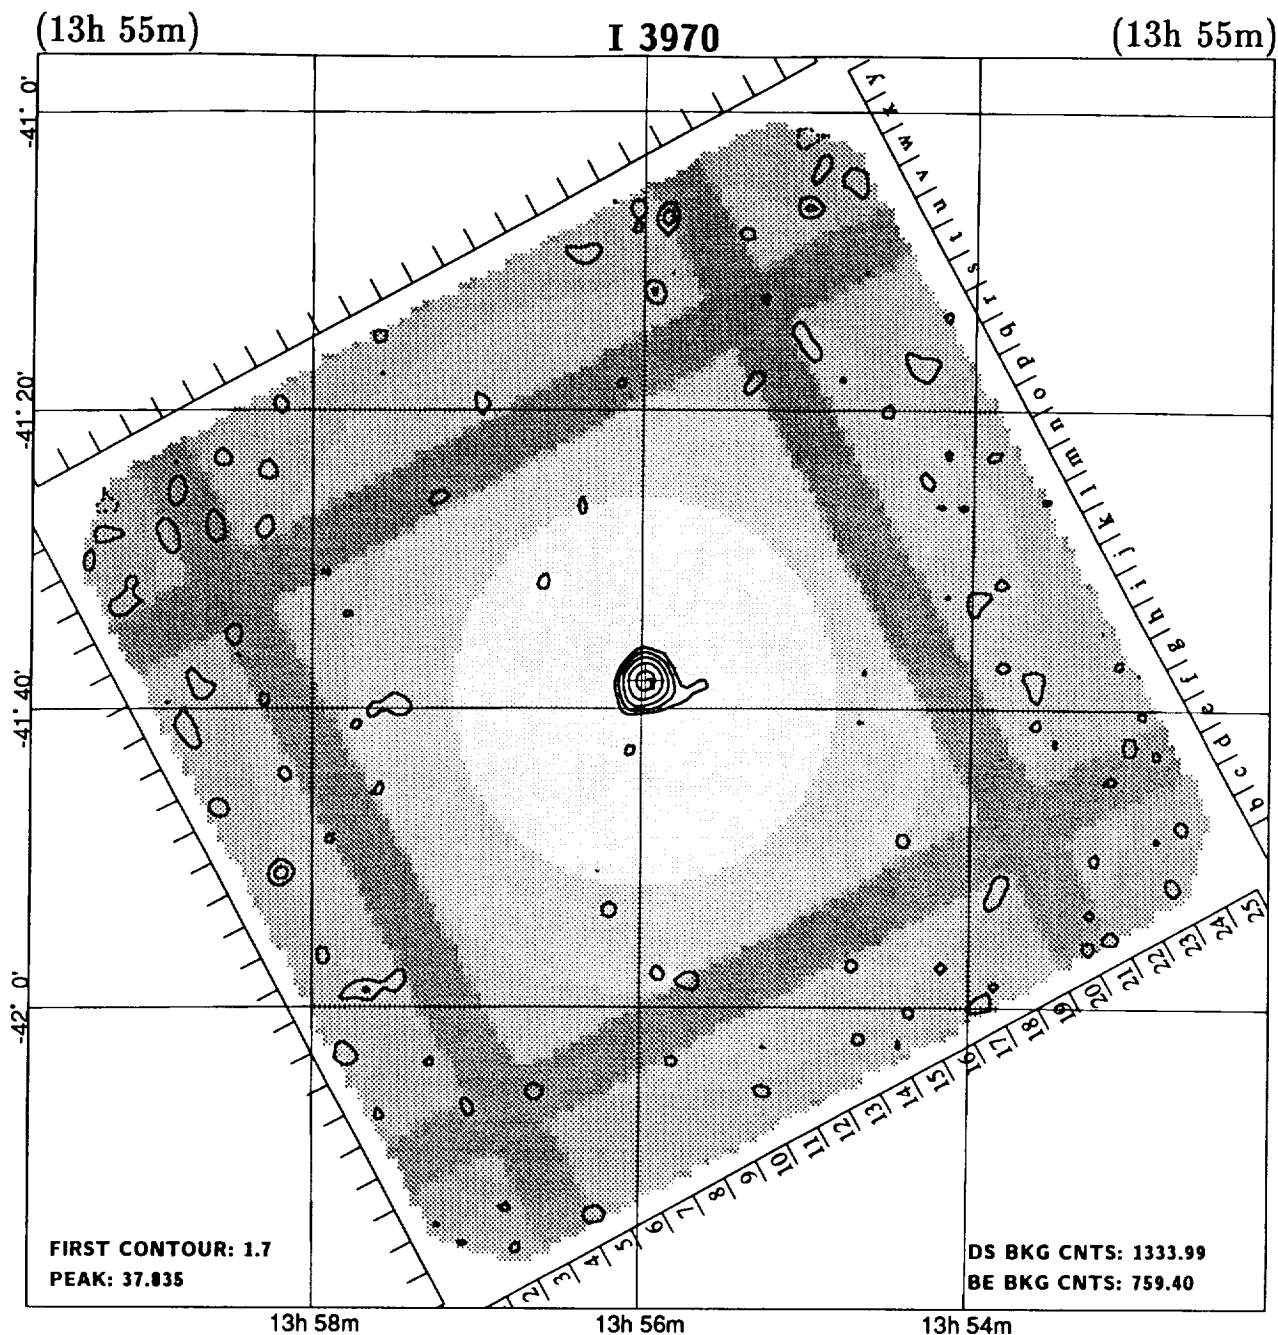 (13h 55m)
I 3970
(13h 55m)
-41° 0'
-41° 20'
-41° 40'
-42° 0'
y
x
w
v
u
t
s
r
q
p
o
n
m
l
k
j
i
h
g
f
e
d
c
b
25
24
23
22
21
20
19
18
17
16
15
14
13
12
11
10
9
8
7
6
5
4
3
2
FIRST CONTOUR: 1.7
PEAK: 37.835
DS BKG CNTS: 1333.99
BE BKG CNTS: 759.40
13h 58m
13h 56m
13h 54m